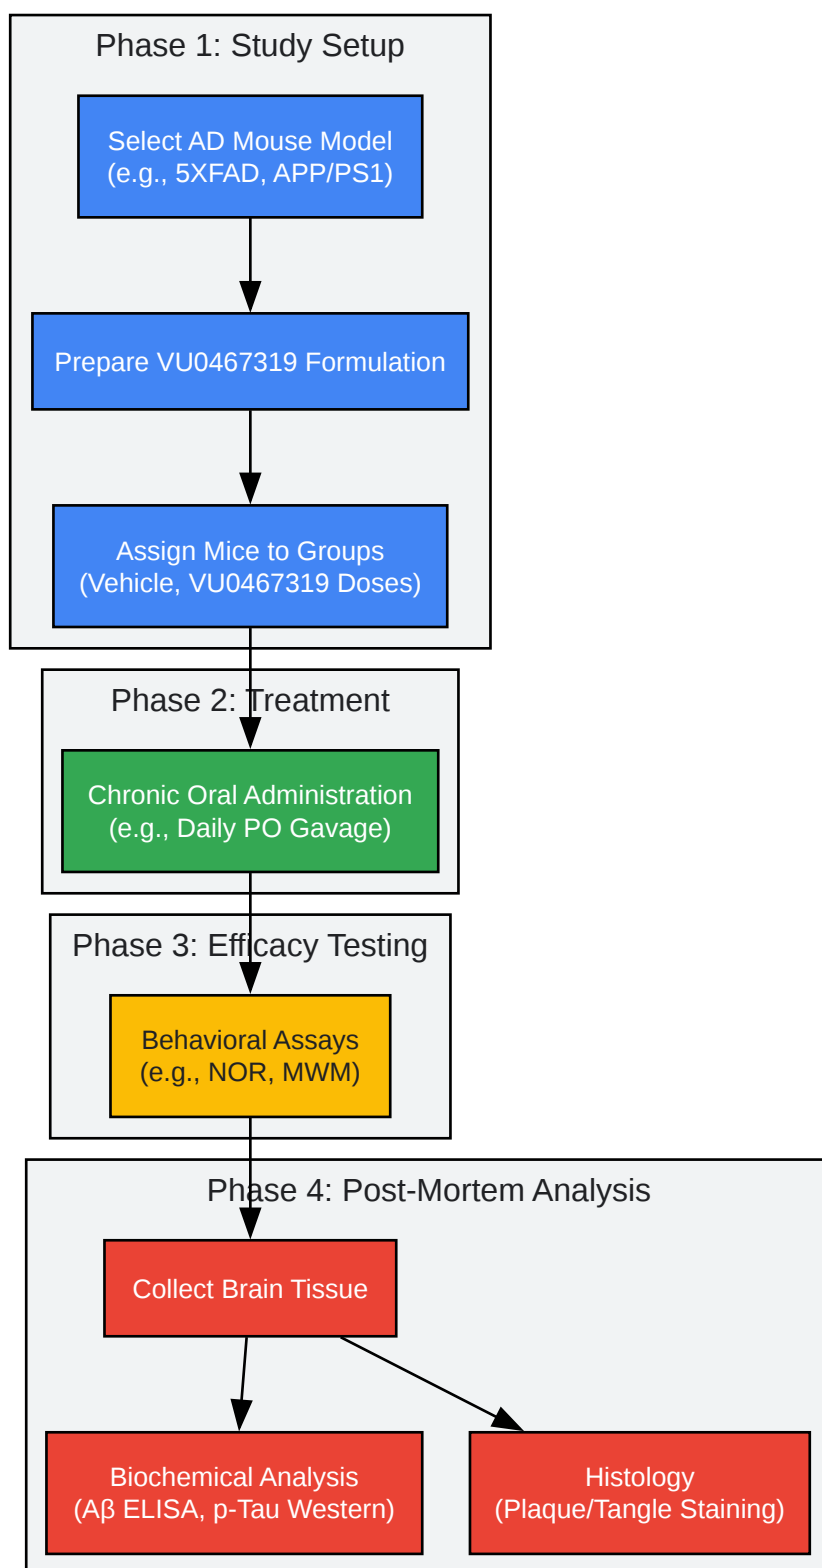 Phase 1: Study Setup
Select AD Mouse Model
(e.g., 5XFAD, APP/PS1)
Prepare VU0467319 Formulation
Assign Mice to Groups
(Vehicle, VU0467319 Doses)
Phase 2: Treatment
Chronic Oral Administration
(e.g., Daily PO Gavage)
Phase 3: Efficacy Testing
Behavioral Assays
(e.g., NOR, MWM)
Phase 4: Post-Mortem Analysis
Collect Brain Tissue
Biochemical Analysis
(Aβ ELISA, p-Tau Western)
Histology
(Plaque/Tangle Staining)